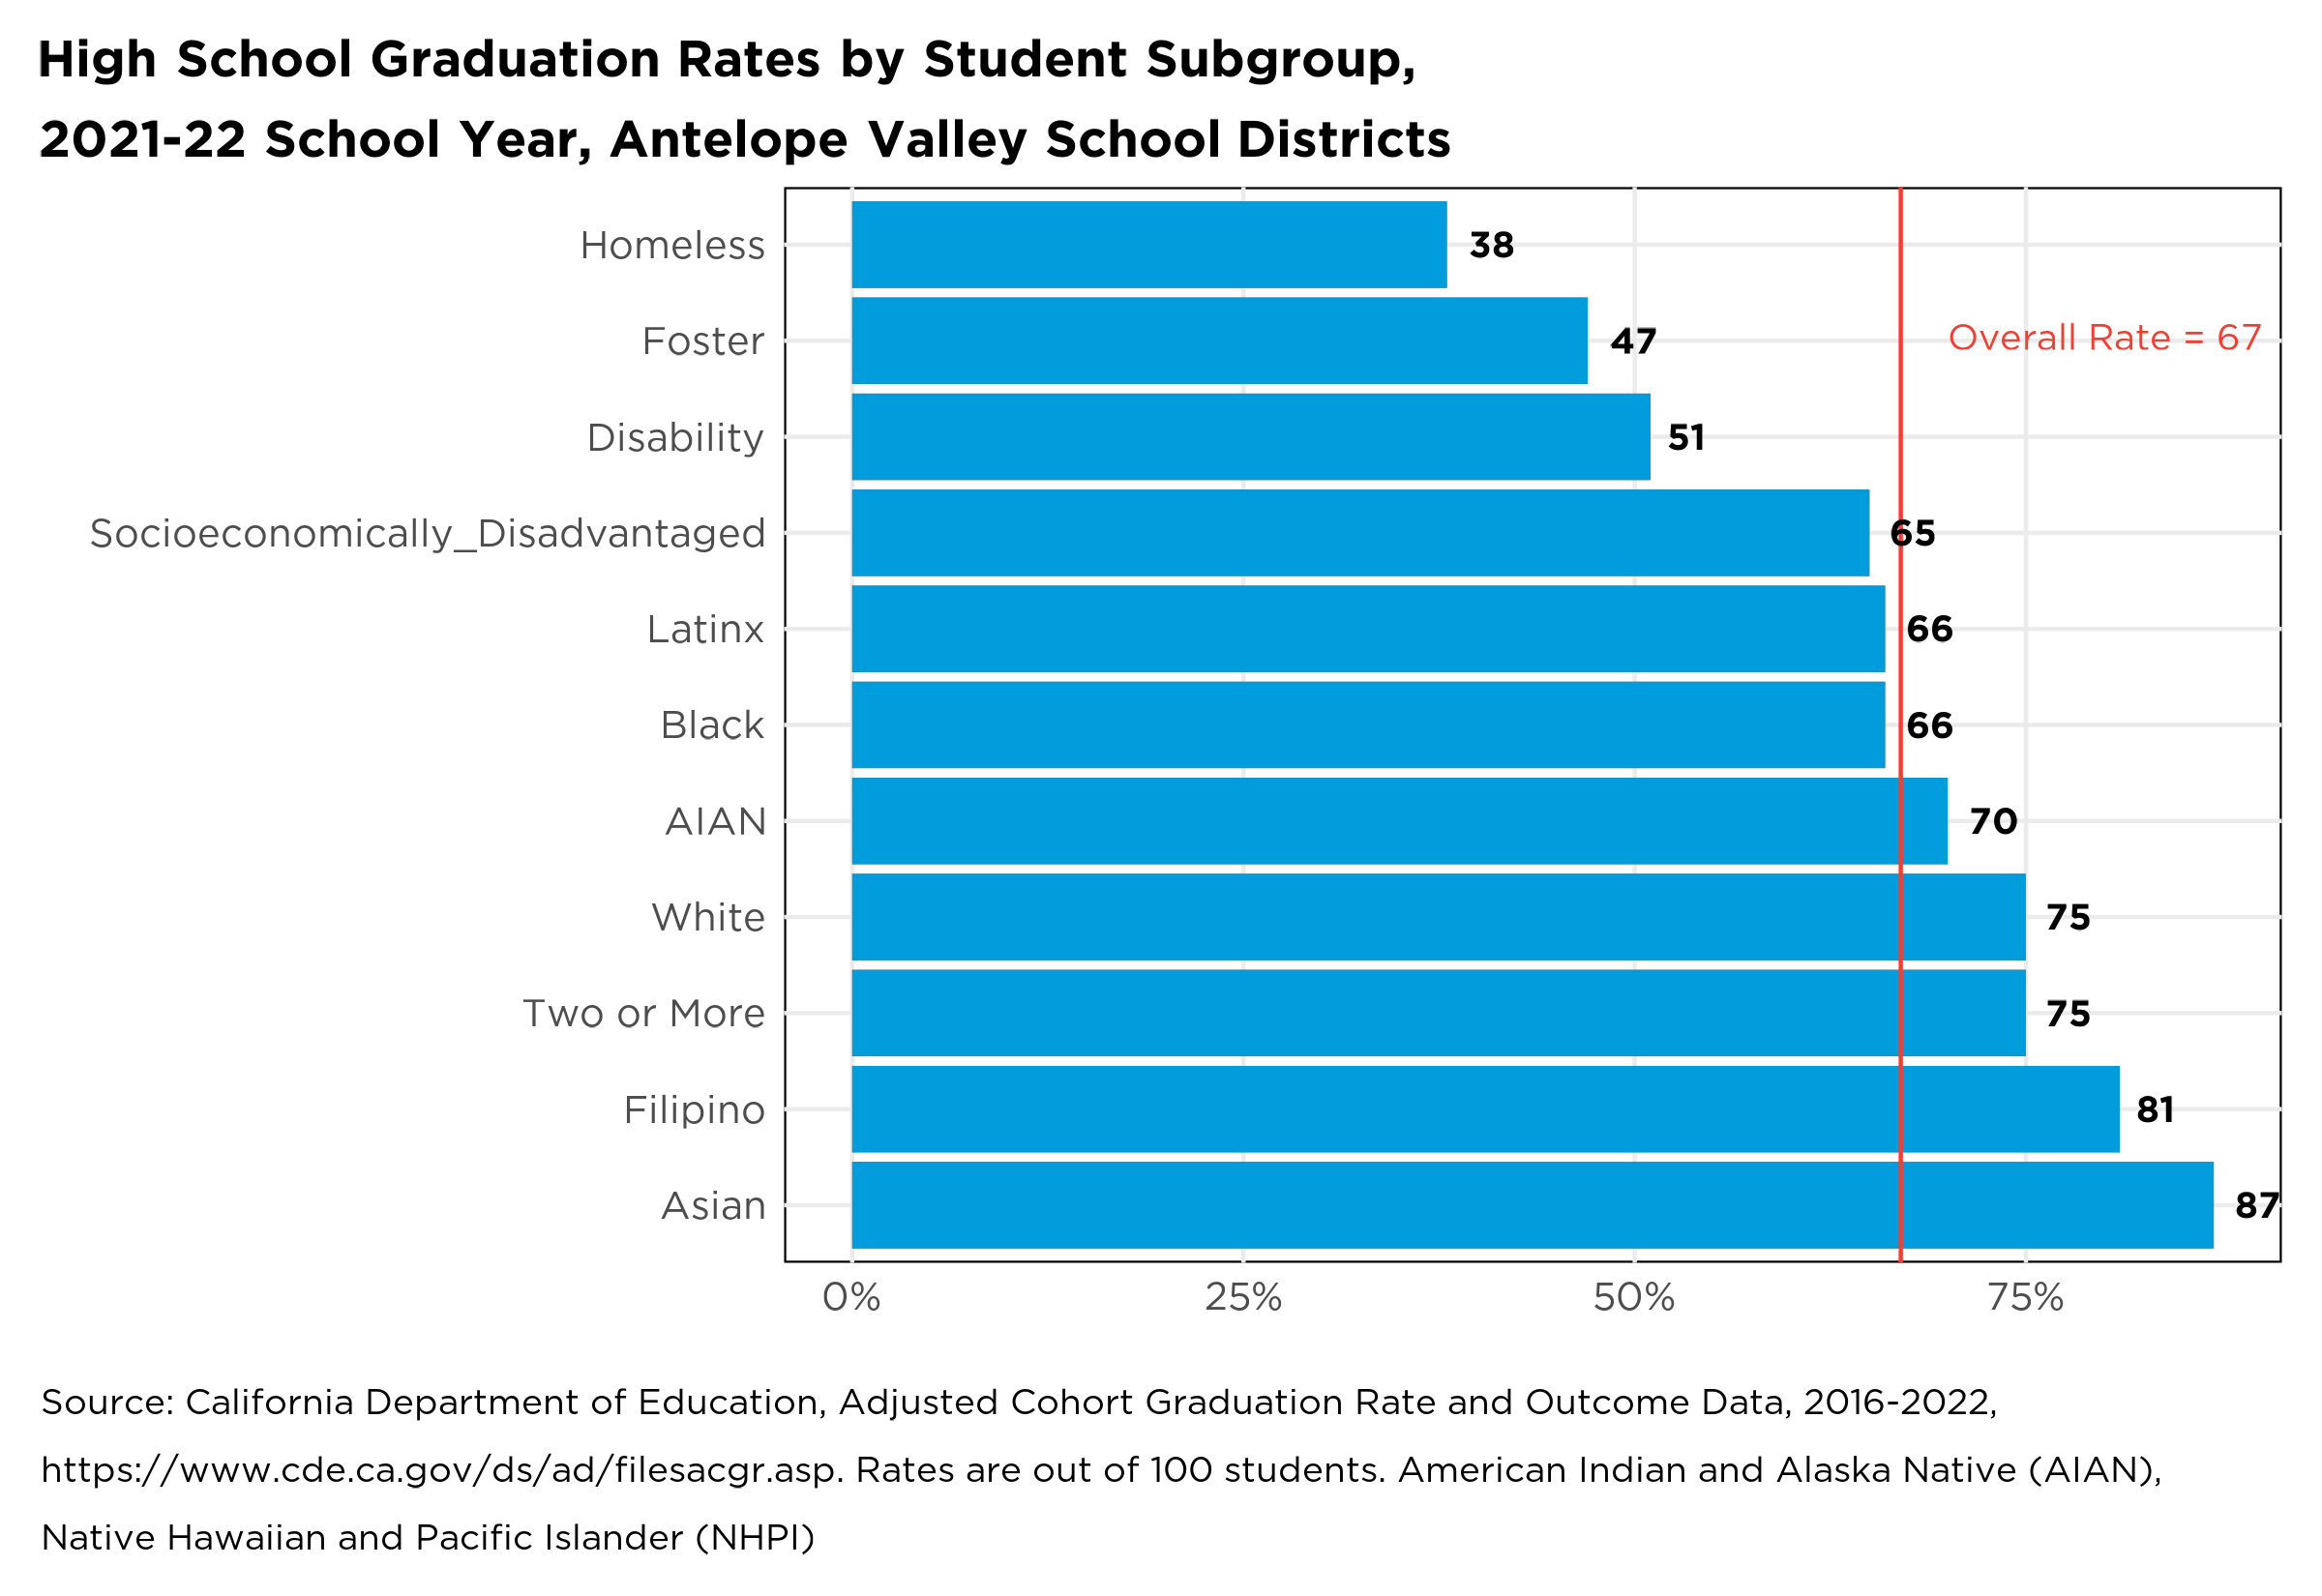 High School Graduation Rates by Student Subgroup,
2021-22 School Year, Antelope Valley School Districts
Homeless 38
Foster 47 Overall Rate = 67
Disability 51
Socioeconomically_Disadvantaged 65
Latinx 66
Black 66
AIAN 70
White 75
Two or More 75
Filipino 81
Asian 87
0% 25% 50% 75%
Source: California Department of Education, Adjusted Cohort Graduation Rate and Outcome Data, 2016-2022,
https://www.cde.ca.gov/ds/ad/filesacgr.asp. Rates are out of 100 students. American Indian and Alaska Native (AIAN),
Native Hawaiian and Pacific Islander (NHPI)